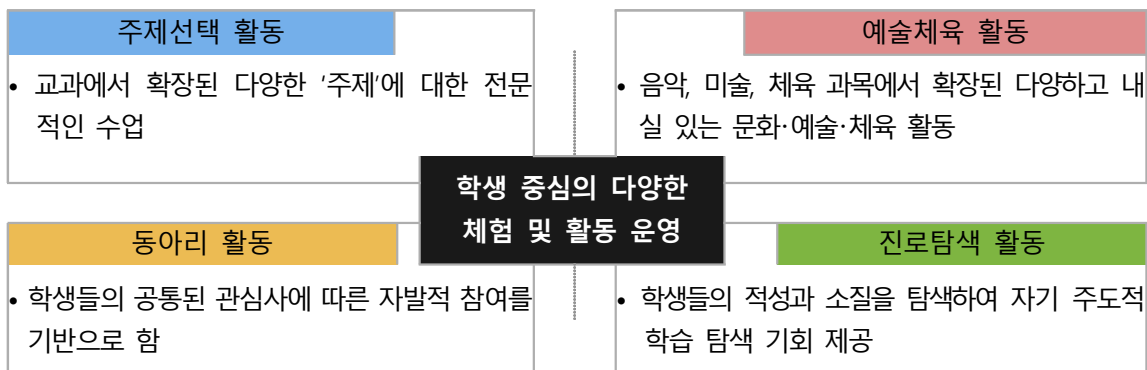 주제선택 활동
• 교과에서 확장된 다양한 '주제'에 대한 전문
적인 수업
예술체육 활동
• 음악, 미술, 체육 과목에서 확장된 다양하고 내
실 있는 문화·예술·체육 활동
학생 중심의 다양한
체험 및 활동 운영
동아리 활동
• 학생들의 공통된 관심사에 따른 자발적 참여를
기반으로 함
진로탐색 활동
• 학생들의 적성과 소질을 탐색하여 자기 주도적
학습 탐색 기회 제공